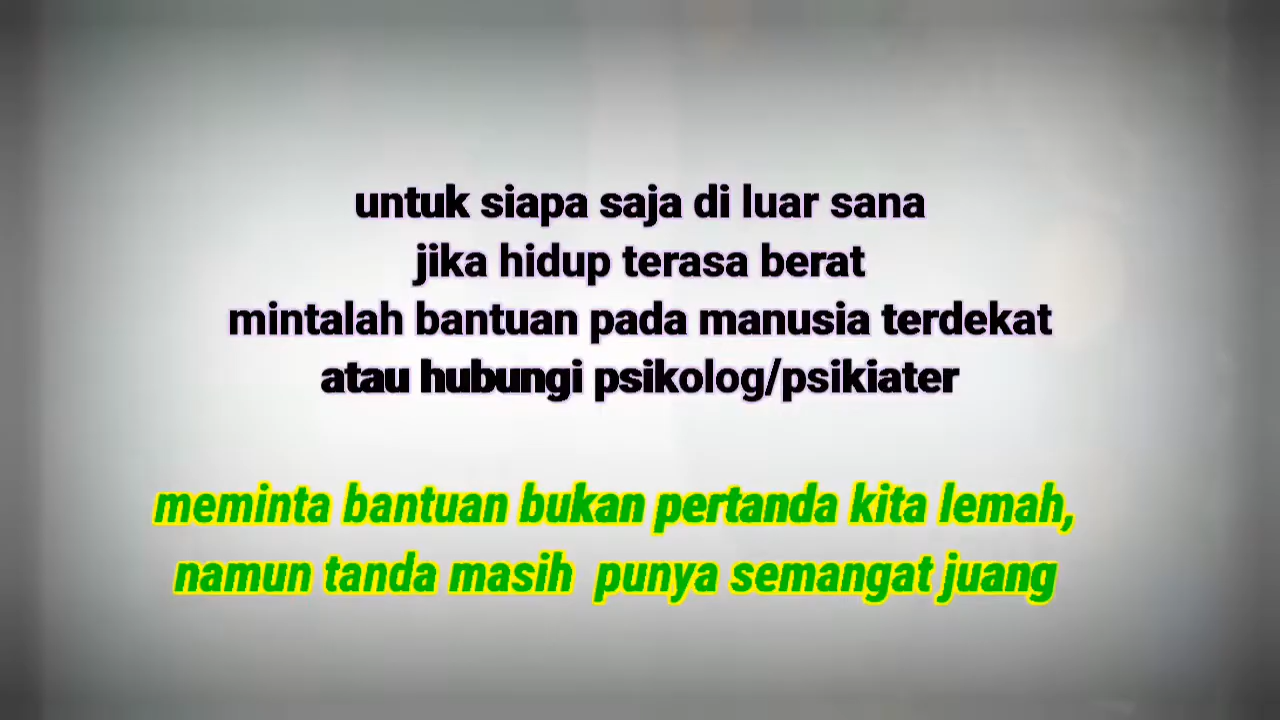 untuk siapa saja di luar sana
jika hidup terasa berat
mintalah bantuan pada manusia terdekat
atau hubungi psikolog/psikiater
meminta bantuan bukan pertanda kita lemah,
namun tanda masih punya semangat juang